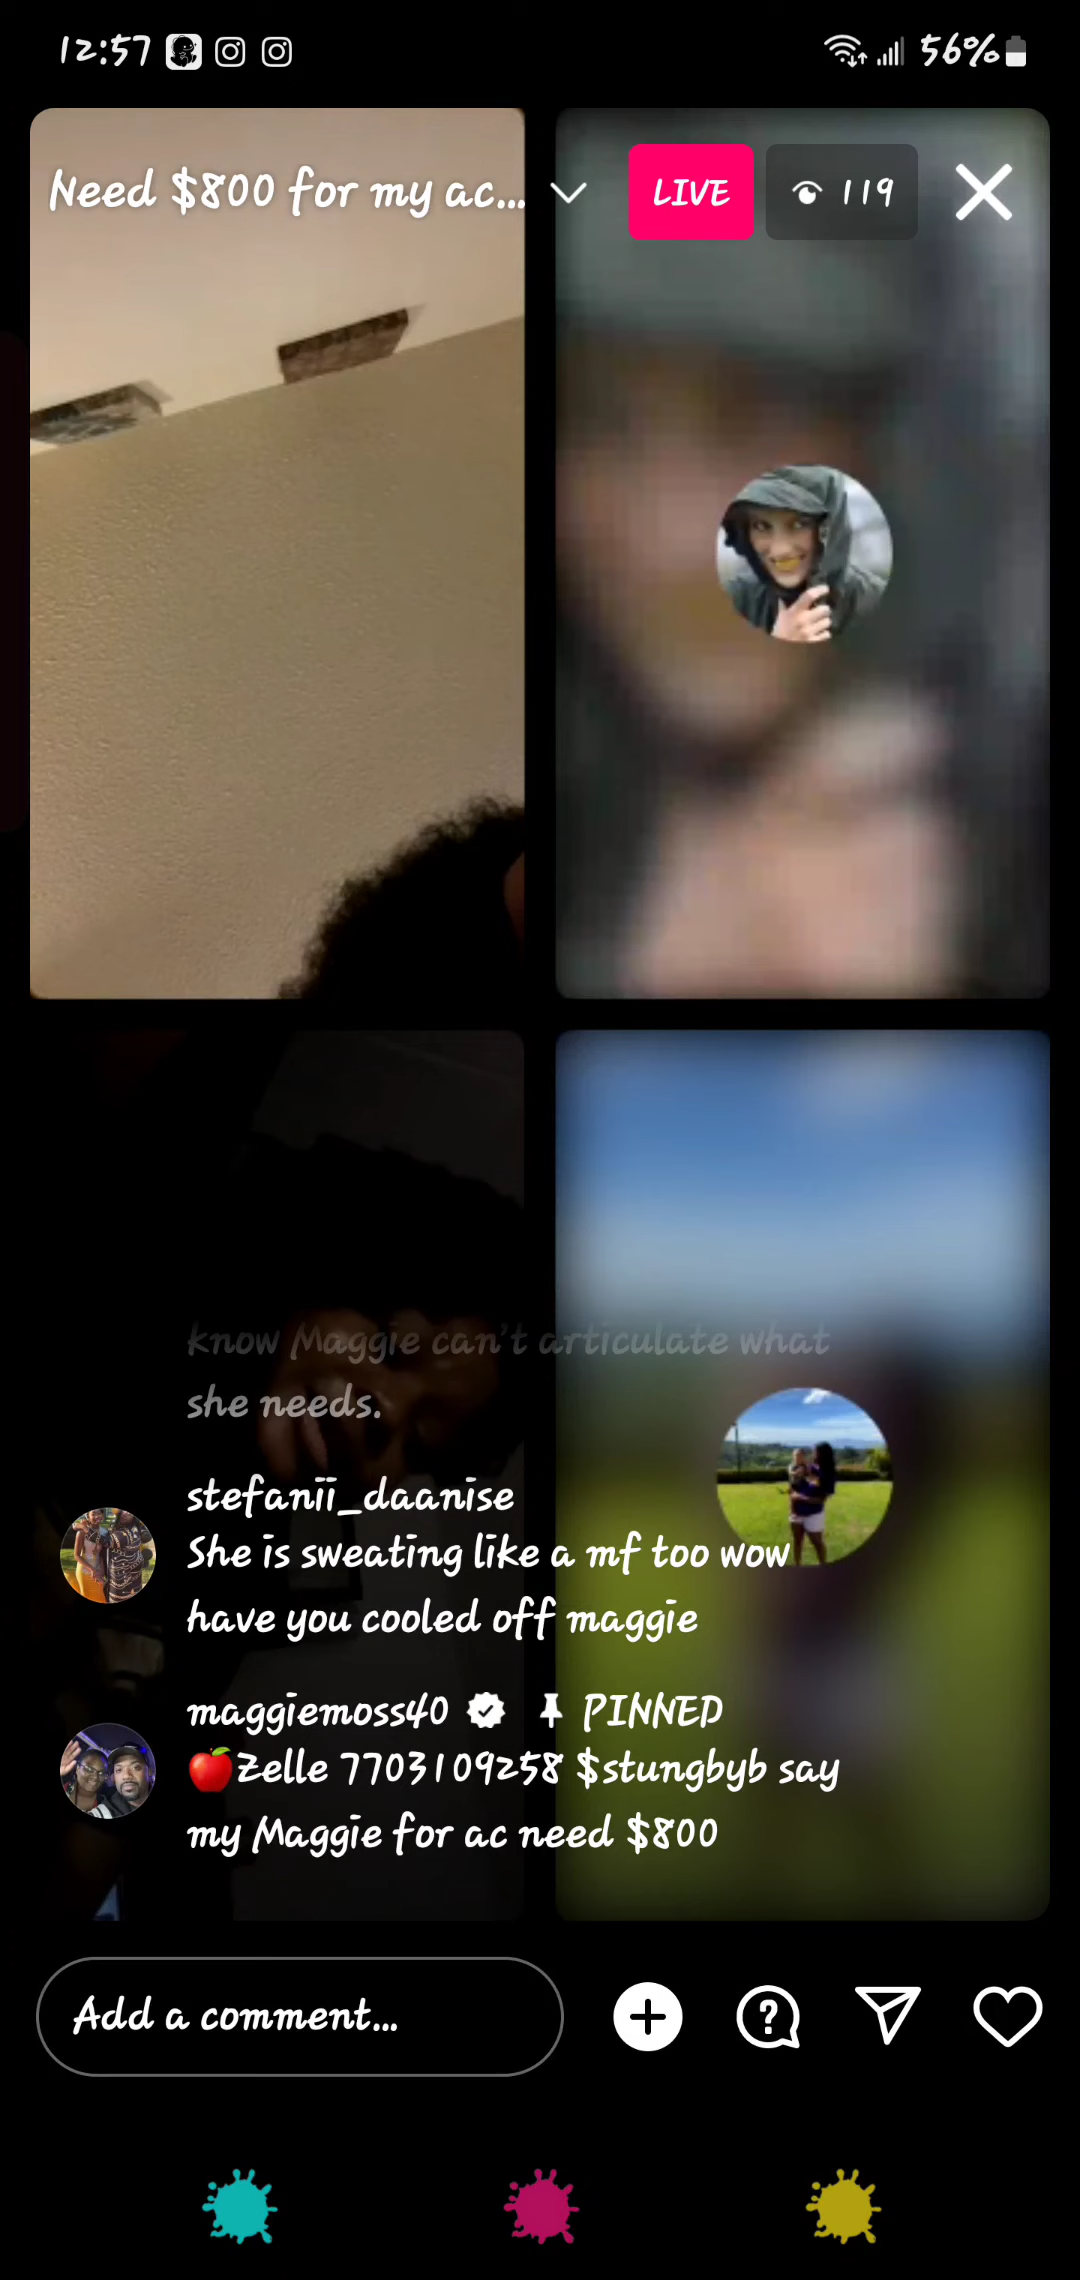 12:57
56%
Need $800 for my ac...
LIVE
119
know Maggie can't articulate what
she needs.
stefanii_daanise
She is sweating like a mf too wow
have you cooled off maggie
maggiemoss40 PINNED
🍎Zelle 7703109258 $stungbyb say
my Maggie for ac need $800
Add a comment...